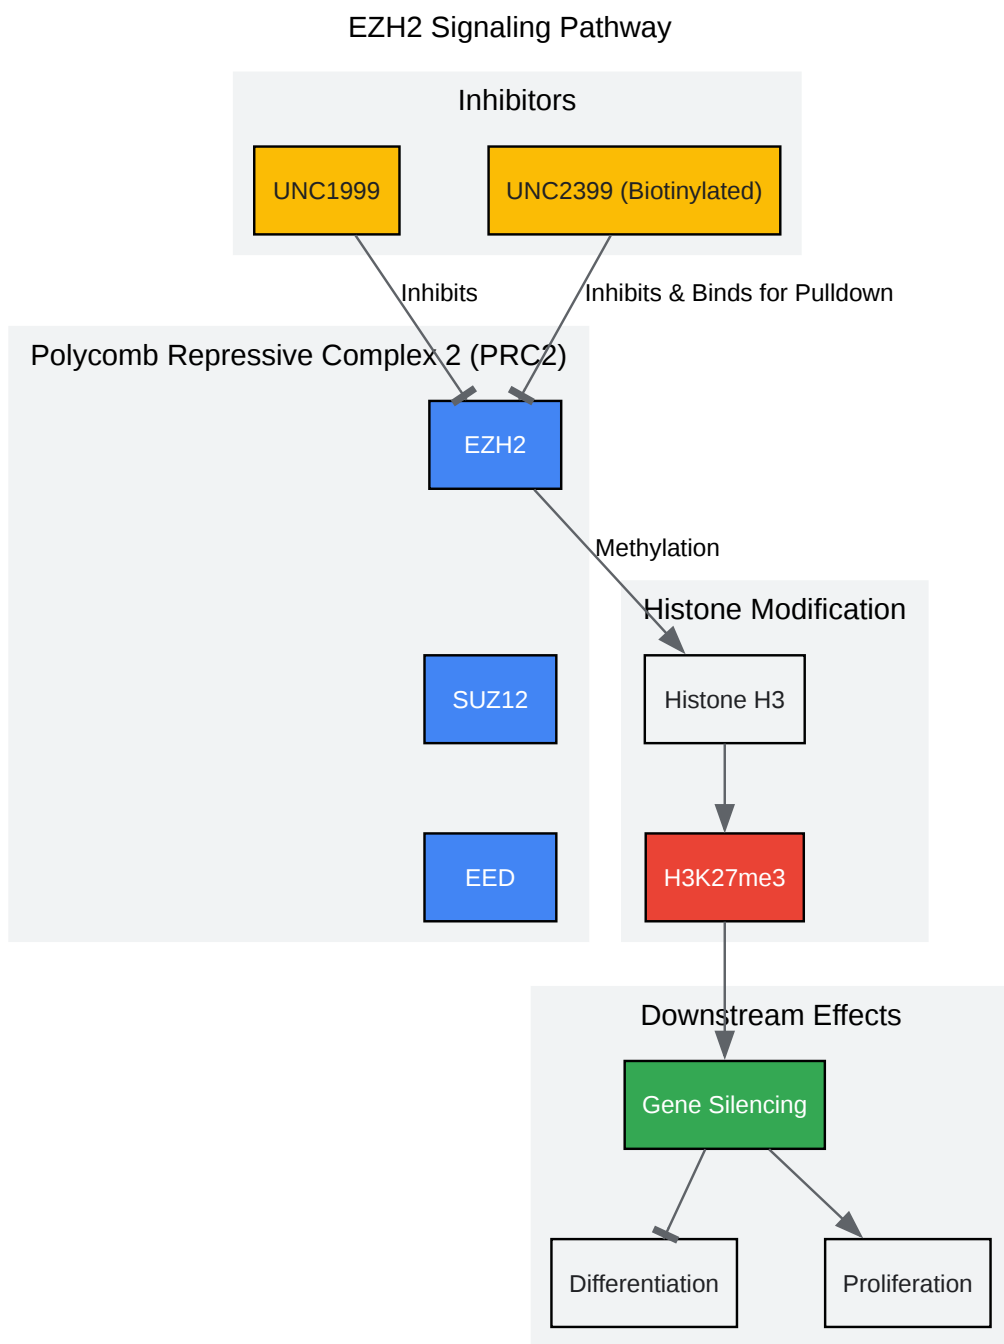 EZH2 Signaling Pathway
Inhibitors
UNC1999
UNC2399 (Biotinylated)
Inhibits
Inhibits & Binds for Pulldown
Polycomb Repressive Complex 2 (PRC2)
EZH2
Methylation
Histone Modification
SUZ12
Histone H3
EED
H3K27me3
Downstream Effects
Gene Silencing
Differentiation
Proliferation